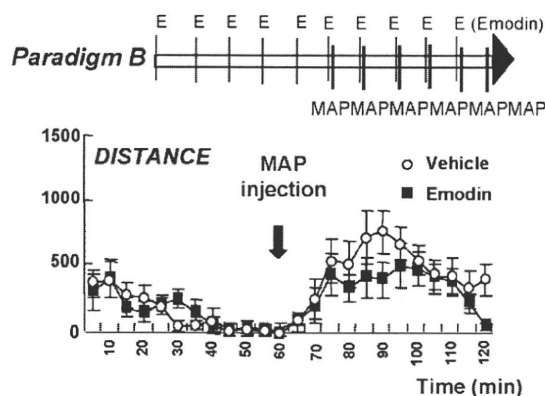 E E E E E E E E E E (Emodin)
Paradigm B
MAPMAPMAPMAPMAPMAP
1500
DISTANCE
MAP
injection
Vehicle
Emodin
1000
500
0
10 20 30 40 50 60 70 80 90 100 110 120
Time (min)